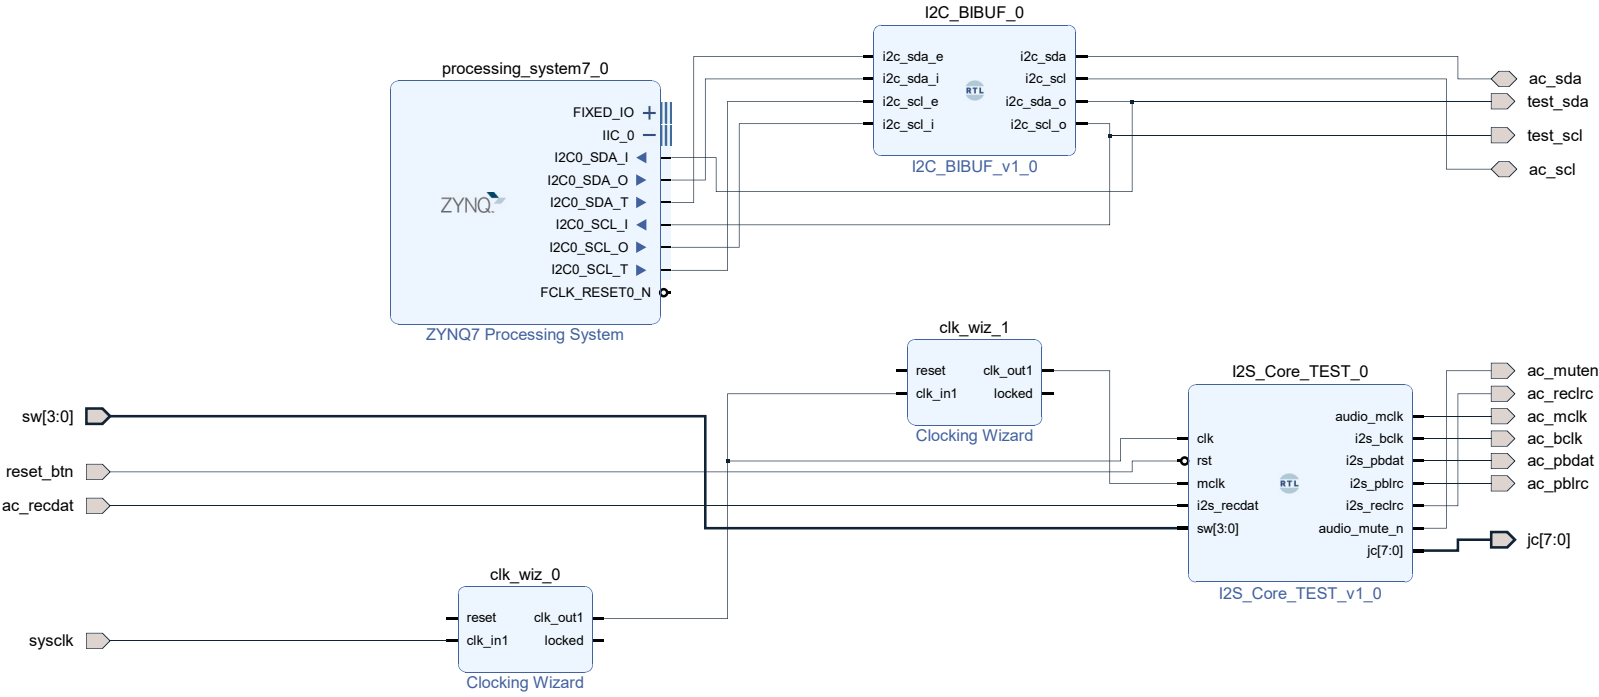 I2C_BIBUF_0
i2c_sda_e
i2c_sda_i
i2c_scl_e
i2c_scl_i
i2c_sda
i2c_scl
i2c_sda_o
i2c_scl_o
RTL
I2C_BIBUF_v1_0
ac_sda
test_sda
test_scl
ac_scl
processing_system7_0
FIXED_IO
IIC_0
I2C0_SDA_I
I2C0_SDA_O
I2C0_SDA_T
I2C0_SCL_I
I2C0_SCL_O
I2C0_SCL_T
FCLK_RESET0_N
ZYNQ
ZYNQ7 Processing System
clk_wiz_1
reset
clk_in1
clk_out1
locked
Clocking Wizard
sw[3:0]
reset_btn
ac_recdat
sysclk
clk_wiz_0
reset
clk_in1
clk_out1
locked
Clocking Wizard
I2S_Core_TEST_0
clk
rst
mclk
i2s_recdat
sw[3:0]
RTL
audio_mclk
i2s_bclk
i2s_pbdat
i2s_pblrc
i2s_reclrc
audio_mute_n
jc[7:0]
I2S_Core_TEST_v1_0
ac_muten
ac_reclrc
ac_mclk
ac_bclk
ac_pbdat
ac_pblrc
jc[7:0]